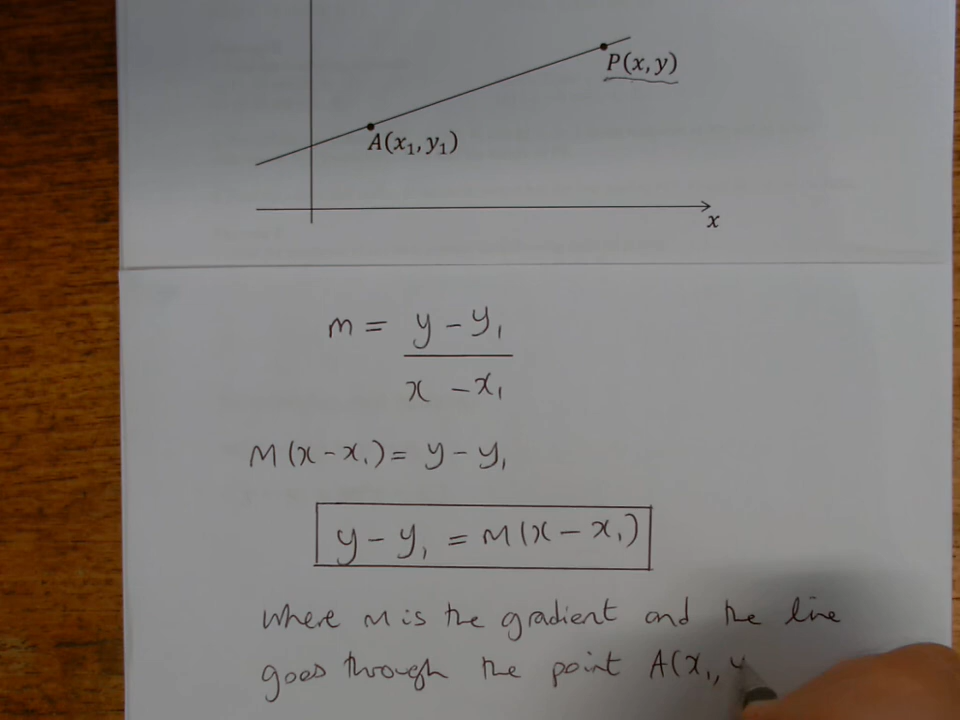 P(x, y)
A(x₁, y₁)
x
m = (y - y₁)/(x - x₁)
m(x - x₁) = y - y₁
y - y₁ = m(x - x₁)
where m is the gradient and the line
goes through the point A(x₁, y